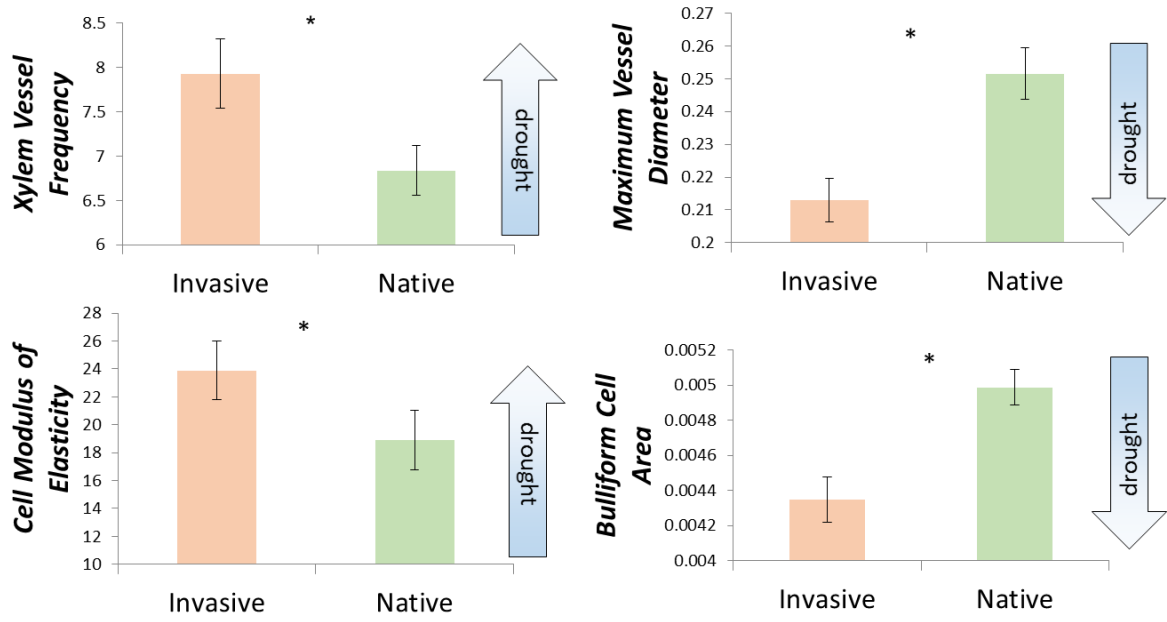 Xylem Vessel
Frequency
8.5
8
7.5
7
6.5
6
*
drought
Invasive
Native
Maximum Vessel
Diameter
0.27
0.26
0.25
0.24
0.23
0.22
0.21
0.2
*
drought
Invasive
Native
Cell Modulus of
Elasticity
28
26
24
22
20
18
16
14
12
10
*
drought
Invasive
Native
Bulliform Cell
Area
0.0052
0.005
0.0048
0.0046
0.0044
0.0042
0.004
*
drought
Invasive
Native